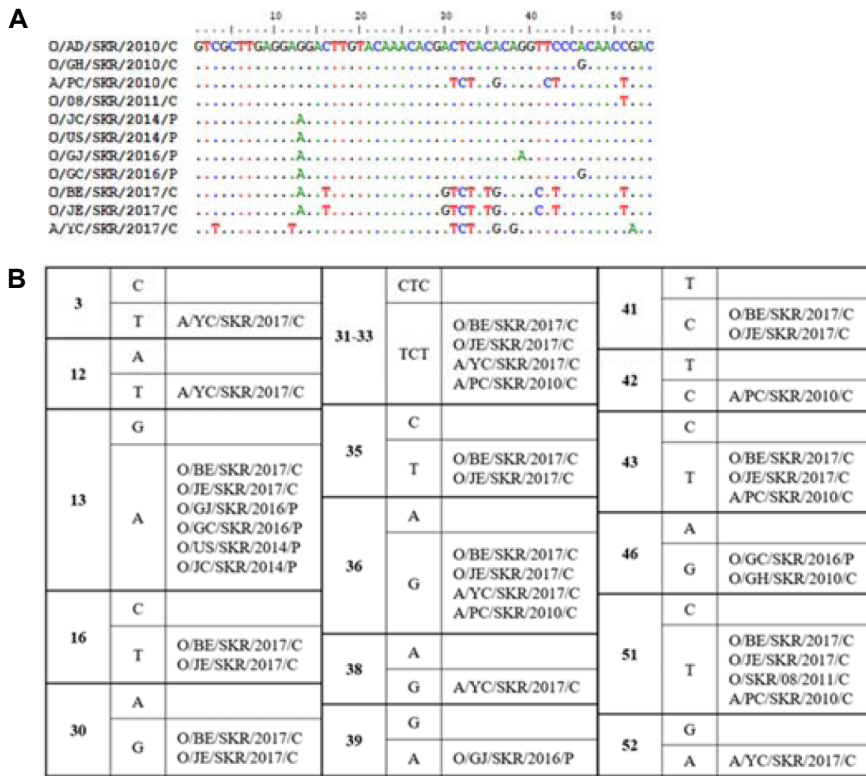 A
10 20 30 40 50
O/AD/SKR/2010/C GTCGCTTGAGGAGGACTTGTACAAACACGACTCACACAGGTTCCCACAACCGAC
O/GH/SKR/2010/C .............................................G........
A/PC/SKR/2010/C ..............................TCT..G.....CT.......T...
O/08/SKR/2011/C ..................................................T...
O/JC/SKR/2014/P ............A.........................................
O/US/SKR/2014/P ............A.........................................
O/GJ/SKR/2016/P ............A.........................A...............
O/GC/SKR/2016/P ............A................................G........
O/BE/SKR/2017/C ............A..T.............GTCT.TG....C.T.......T...
O/JE/SKR/2017/C ............A..T.............GTCT.TG....C.T.......T...
A/YC/SKR/2017/C ..T........T..................TCT..G.G.............A..
B
3
C
T A/YC/SKR/2017/C
12
A
T A/YC/SKR/2017/C
13
G
A
O/BE/SKR/2017/C
O/JE/SKR/2017/C
O/GJ/SKR/2016/P
O/GC/SKR/2016/P
O/US/SKR/2014/P
O/JC/SKR/2014/P
16
C
T
O/BE/SKR/2017/C
O/JE/SKR/2017/C
30
A
G
O/BE/SKR/2017/C
O/JE/SKR/2017/C
31-33
CTC
TCT
O/BE/SKR/2017/C
O/JE/SKR/2017/C
A/YC/SKR/2017/C
A/PC/SKR/2010/C
35
C
T
O/BE/SKR/2017/C
O/JE/SKR/2017/C
36
A
G
O/BE/SKR/2017/C
O/JE/SKR/2017/C
A/YC/SKR/2017/C
A/PC/SKR/2010/C
38
A
G A/YC/SKR/2017/C
39
G
A O/GJ/SKR/2016/P
41
T
C
O/BE/SKR/2017/C
O/JE/SKR/2017/C
42
T
C A/PC/SKR/2010/C
43
C
T
O/BE/SKR/2017/C
O/JE/SKR/2017/C
A/PC/SKR/2010/C
46
A
G
O/GC/SKR/2016/P
O/GH/SKR/2010/C
51
C
T
O/BE/SKR/2017/C
O/JE/SKR/2017/C
O/SKR/08/2011/C
A/PC/SKR/2010/C
52
G
A A/YC/SKR/2017/C